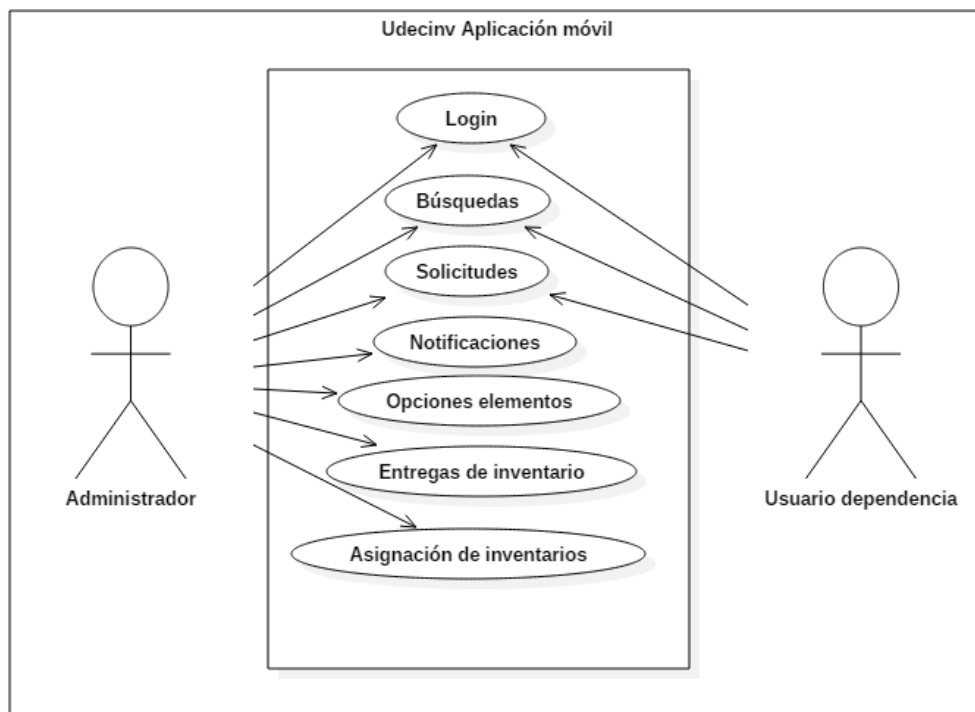 Udecinv Aplicación móvil
Login
Búsquedas
Solicitudes
Notificaciones
Opciones elementos
Entregas de inventario
Asignación de inventarios
Administrador
Usuario dependencia